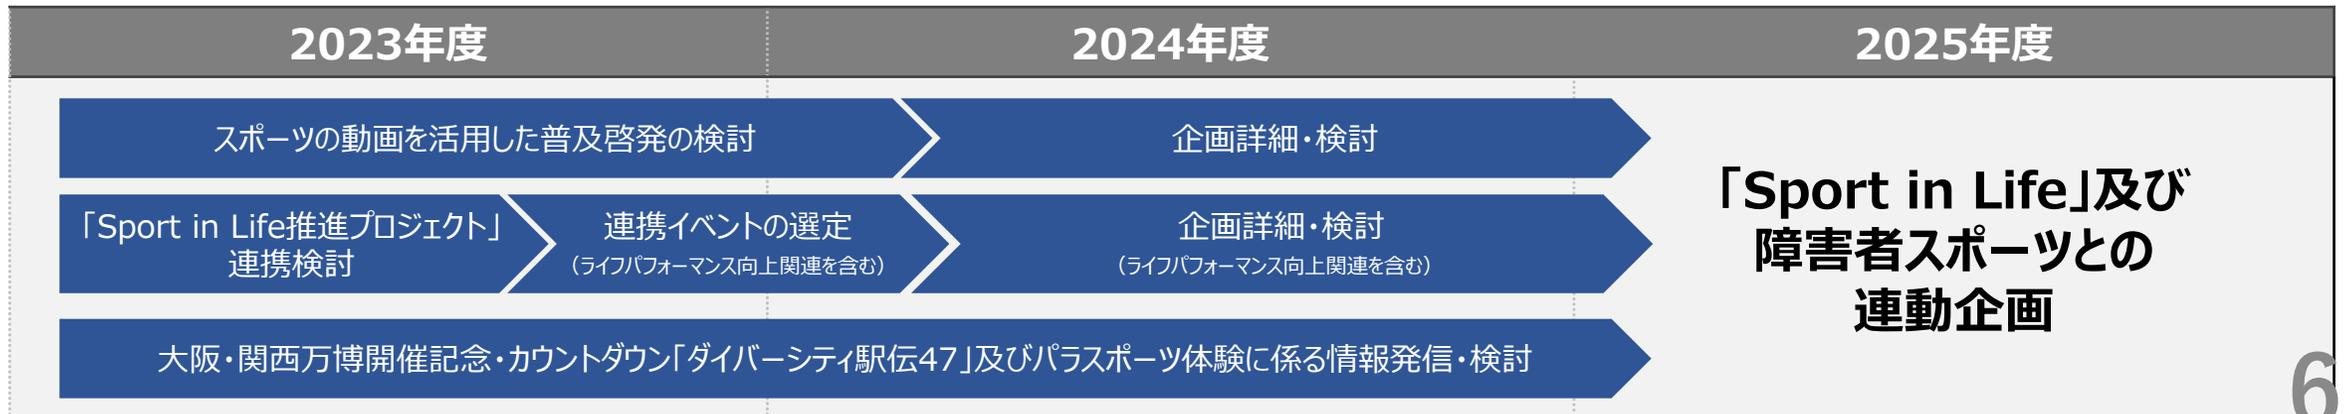 2023年度
2024年度
2025年度
スポーツの動画を活用した普及啓発の検討
企画詳細・検討
「Sport in Life推進プロジェクト」
連携検討
連携イベントの選定
（ライフパフォーマンス向上関連を含む）
企画詳細・検討
（ライフパフォーマンス向上関連を含む）
大阪・関西万博開催記念・カウントダウン「ダイバーシティ駅伝47」及びパラスポーツ体験に係る情報発信・検討
「Sport in Life」及び
障害者スポーツとの
連動企画
6